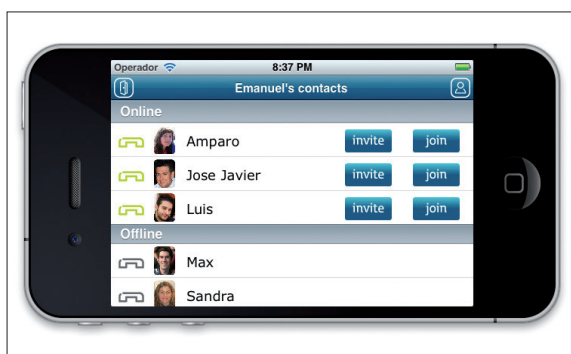 Operador 8:37 PM
Emanuel's contacts
Online
Amparo invite join
Jose Javier invite join
Luis invite join
Offline
Max
Sandra